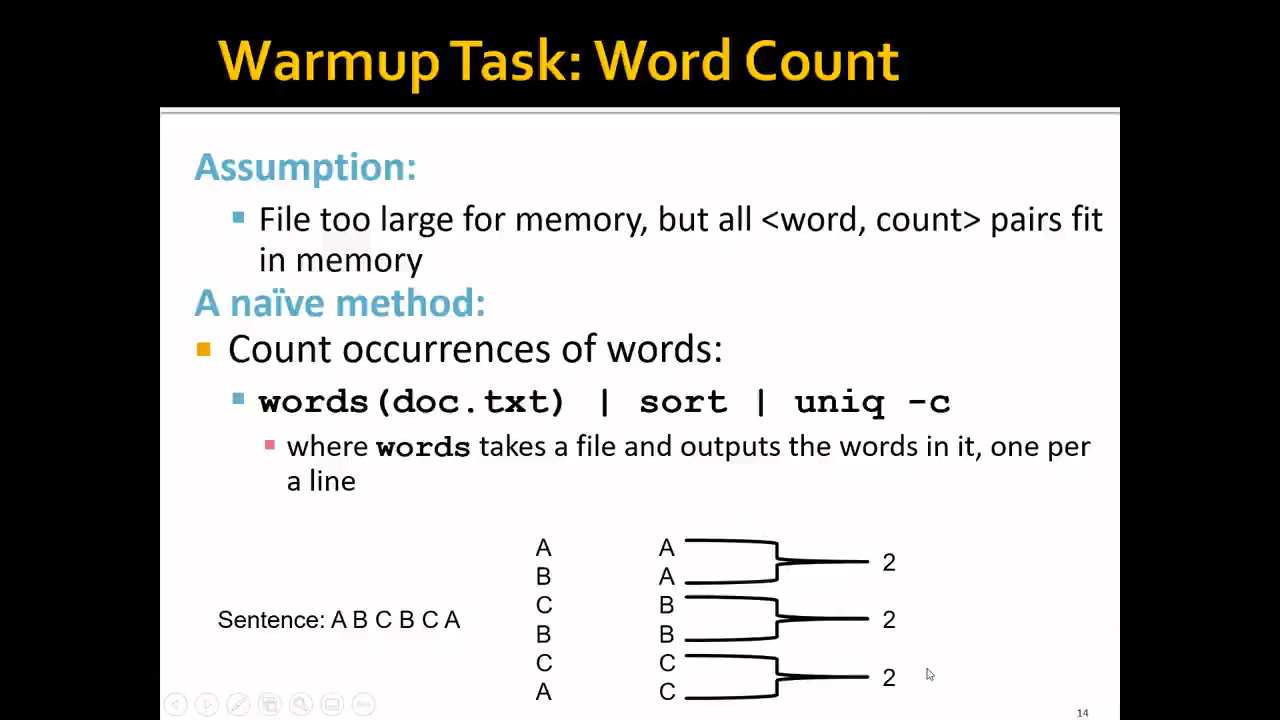 Warmup Task: Word Count
Assumption:
File too large for memory, but all <word, count> pairs fit
in memory
A naïve method:
Count occurrences of words:
words(doc.txt) | sort | uniq -c
where words takes a file and outputs the words in it, one per
a line
Sentence: A B C B C A
A
B
C
B
C
A
A
A
B
B
C
C
2
2
2
14